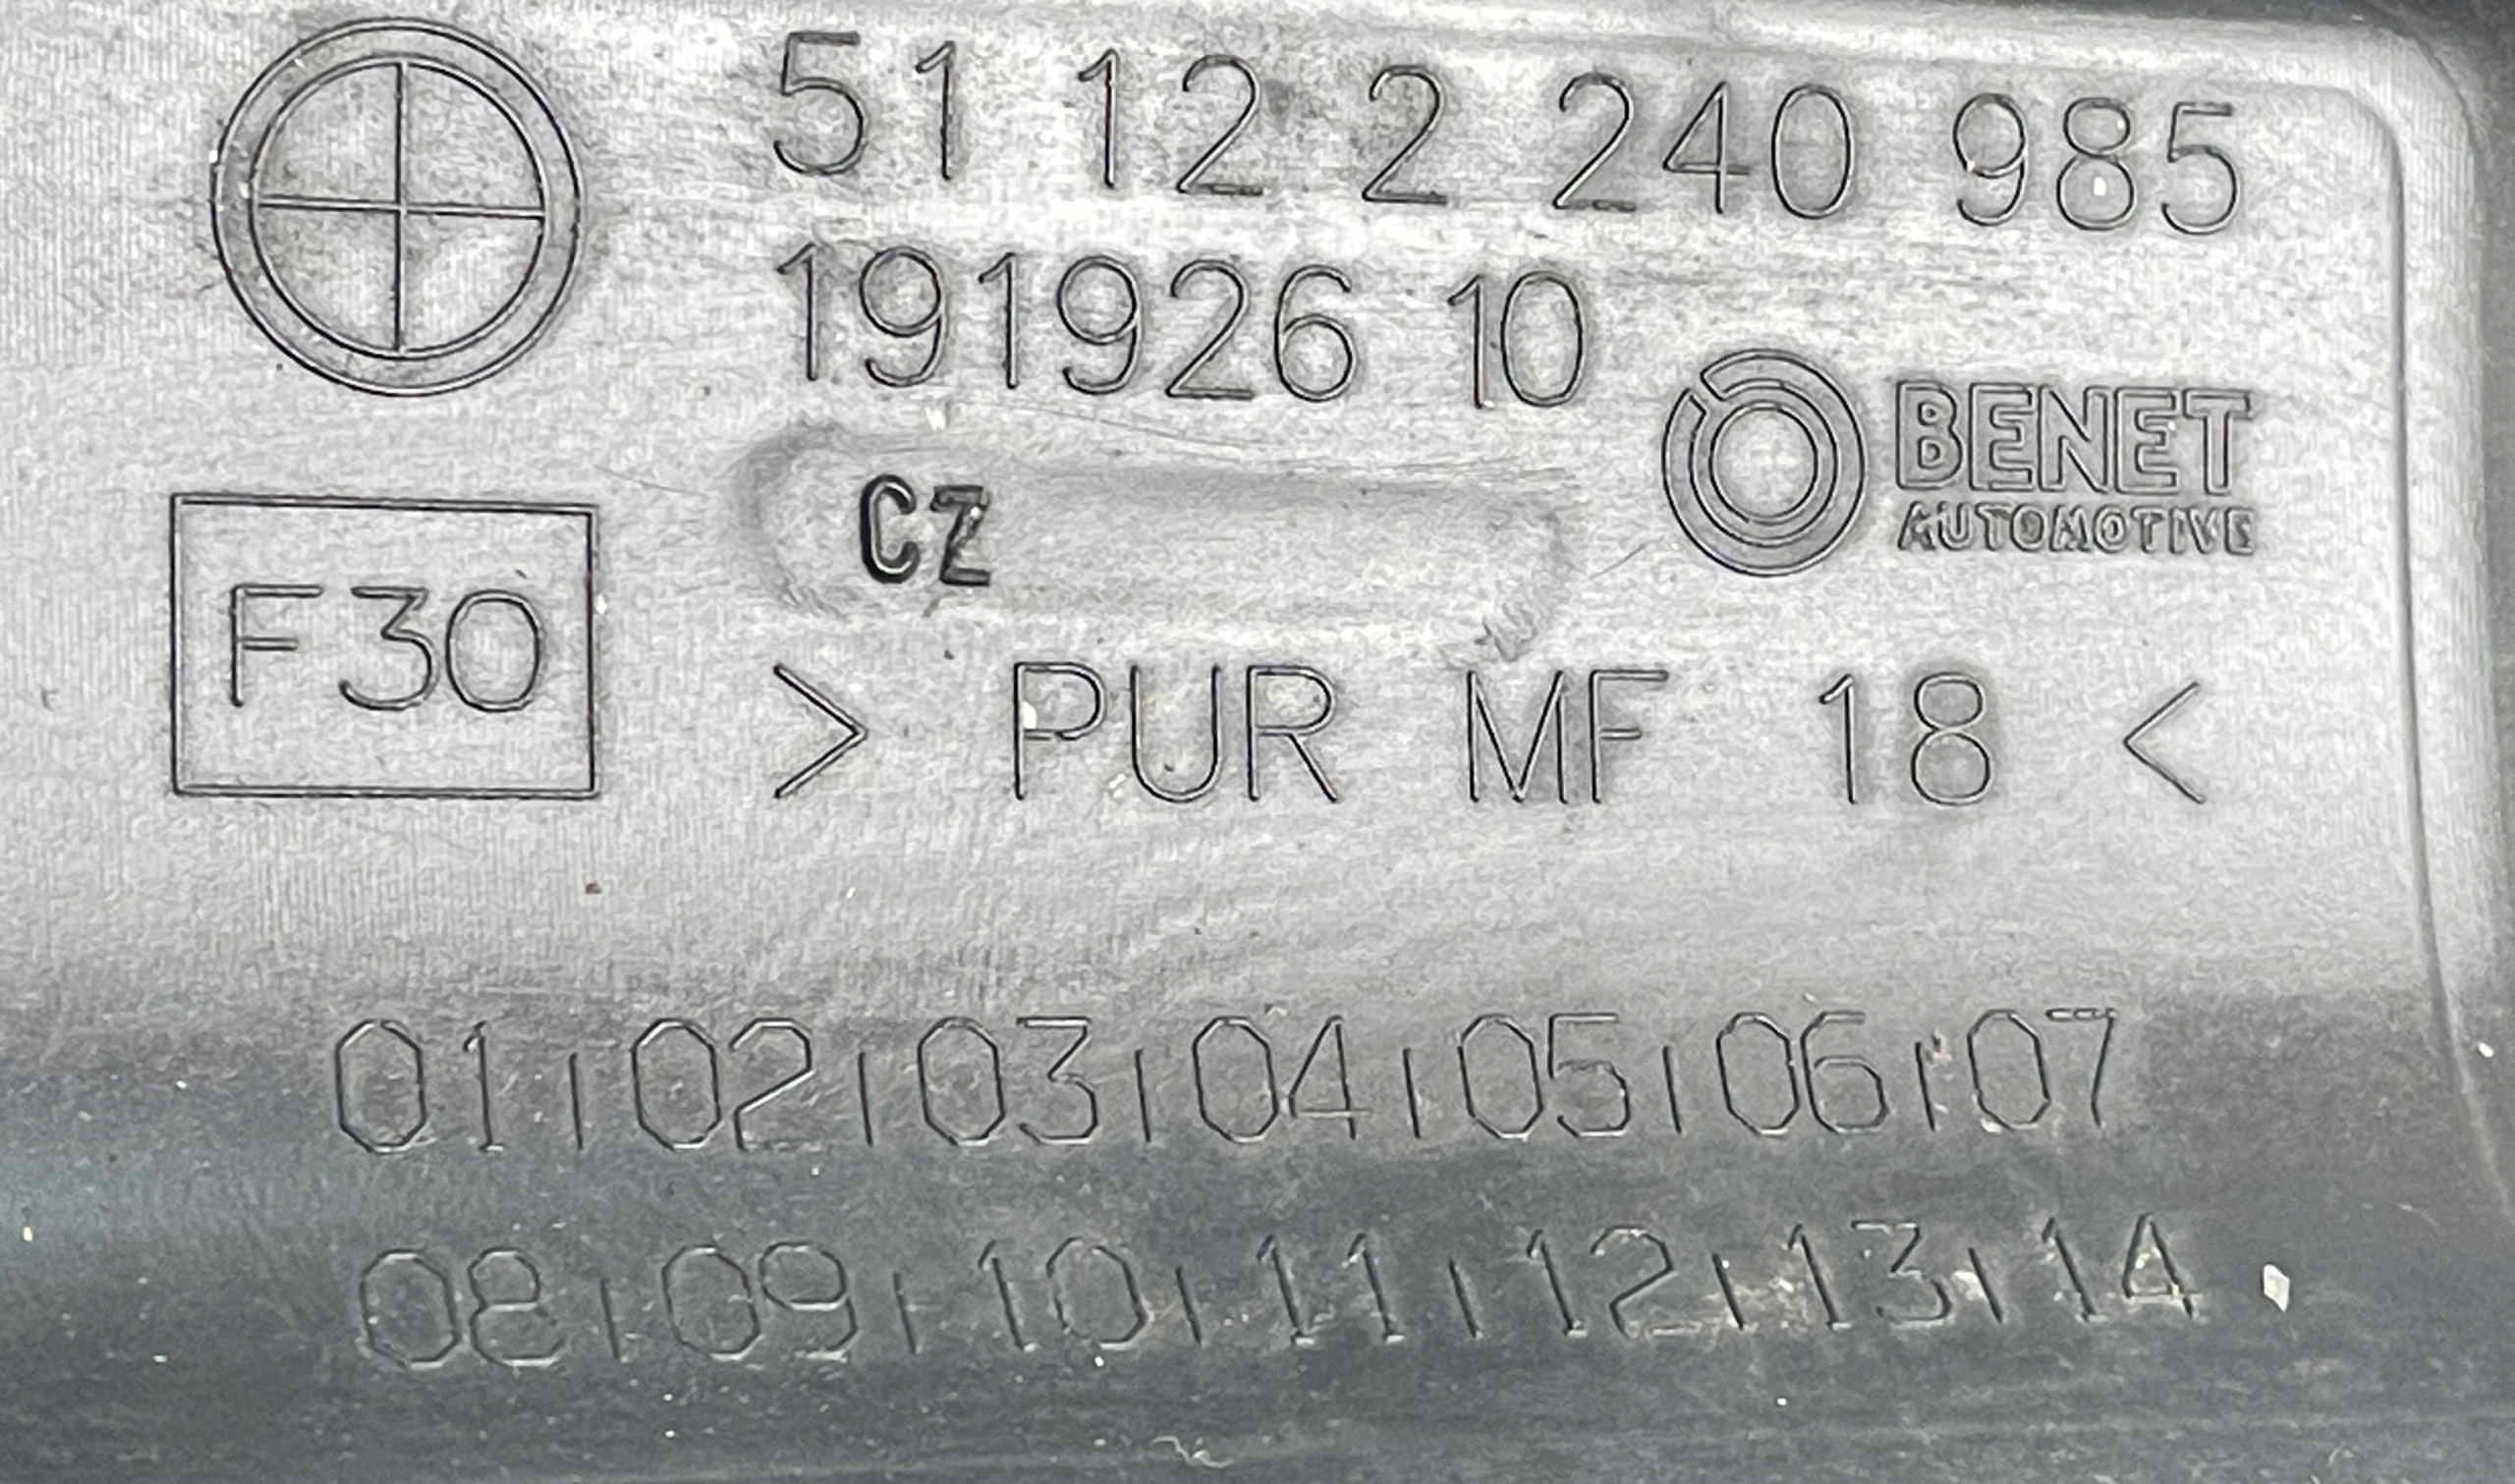 51 12 2 240 985
191926 10
BENET
AUTOMOTIVE
CZ
F30
> PUR MF 18 <
01 02 03 04 05 06 07
08 09 10 11 12 13 14